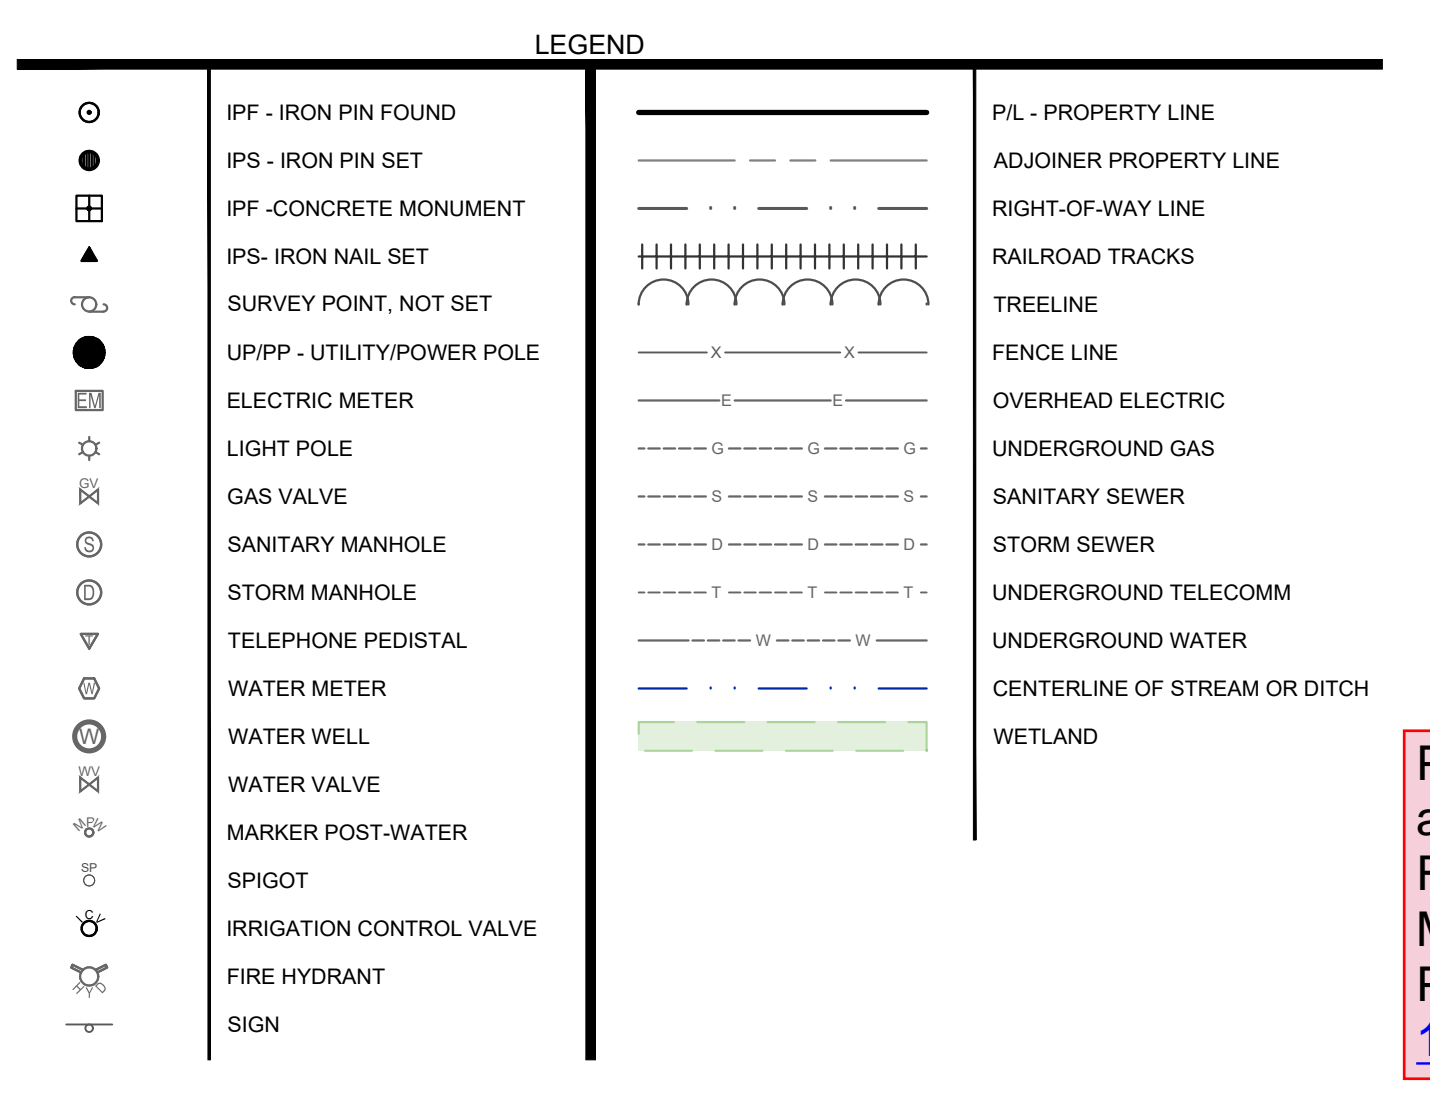 LEGEND
IPF - IRON PIN FOUND
IPS - IRON PIN SET
IPF -CONCRETE MONUMENT
IPS- IRON NAIL SET
SURVEY POINT, NOT SET
UP/PP - UTILITY/POWER POLE
EM ELECTRIC METER
LIGHT POLE
GV GAS VALVE
S SANITARY MANHOLE
D STORM MANHOLE
T TELEPHONE PEDISTAL
W WATER METER
W WATER WELL
WV WATER VALVE
MPW MARKER POST-WATER
SP SPIGOT
C IRRIGATION CONTROL VALVE
HYD FIRE HYDRANT
SIGN
P/L - PROPERTY LINE
ADJOINER PROPERTY LINE
RIGHT-OF-WAY LINE
RAILROAD TRACKS
TREELINE
X X FENCE LINE
E E OVERHEAD ELECTRIC
G G G UNDERGROUND GAS
S S S SANITARY SEWER
D D D STORM SEWER
T T T UNDERGROUND TELECOMM
W W UNDERGROUND WATER
CENTERLINE OF STREAM OR DITCH
WETLAND